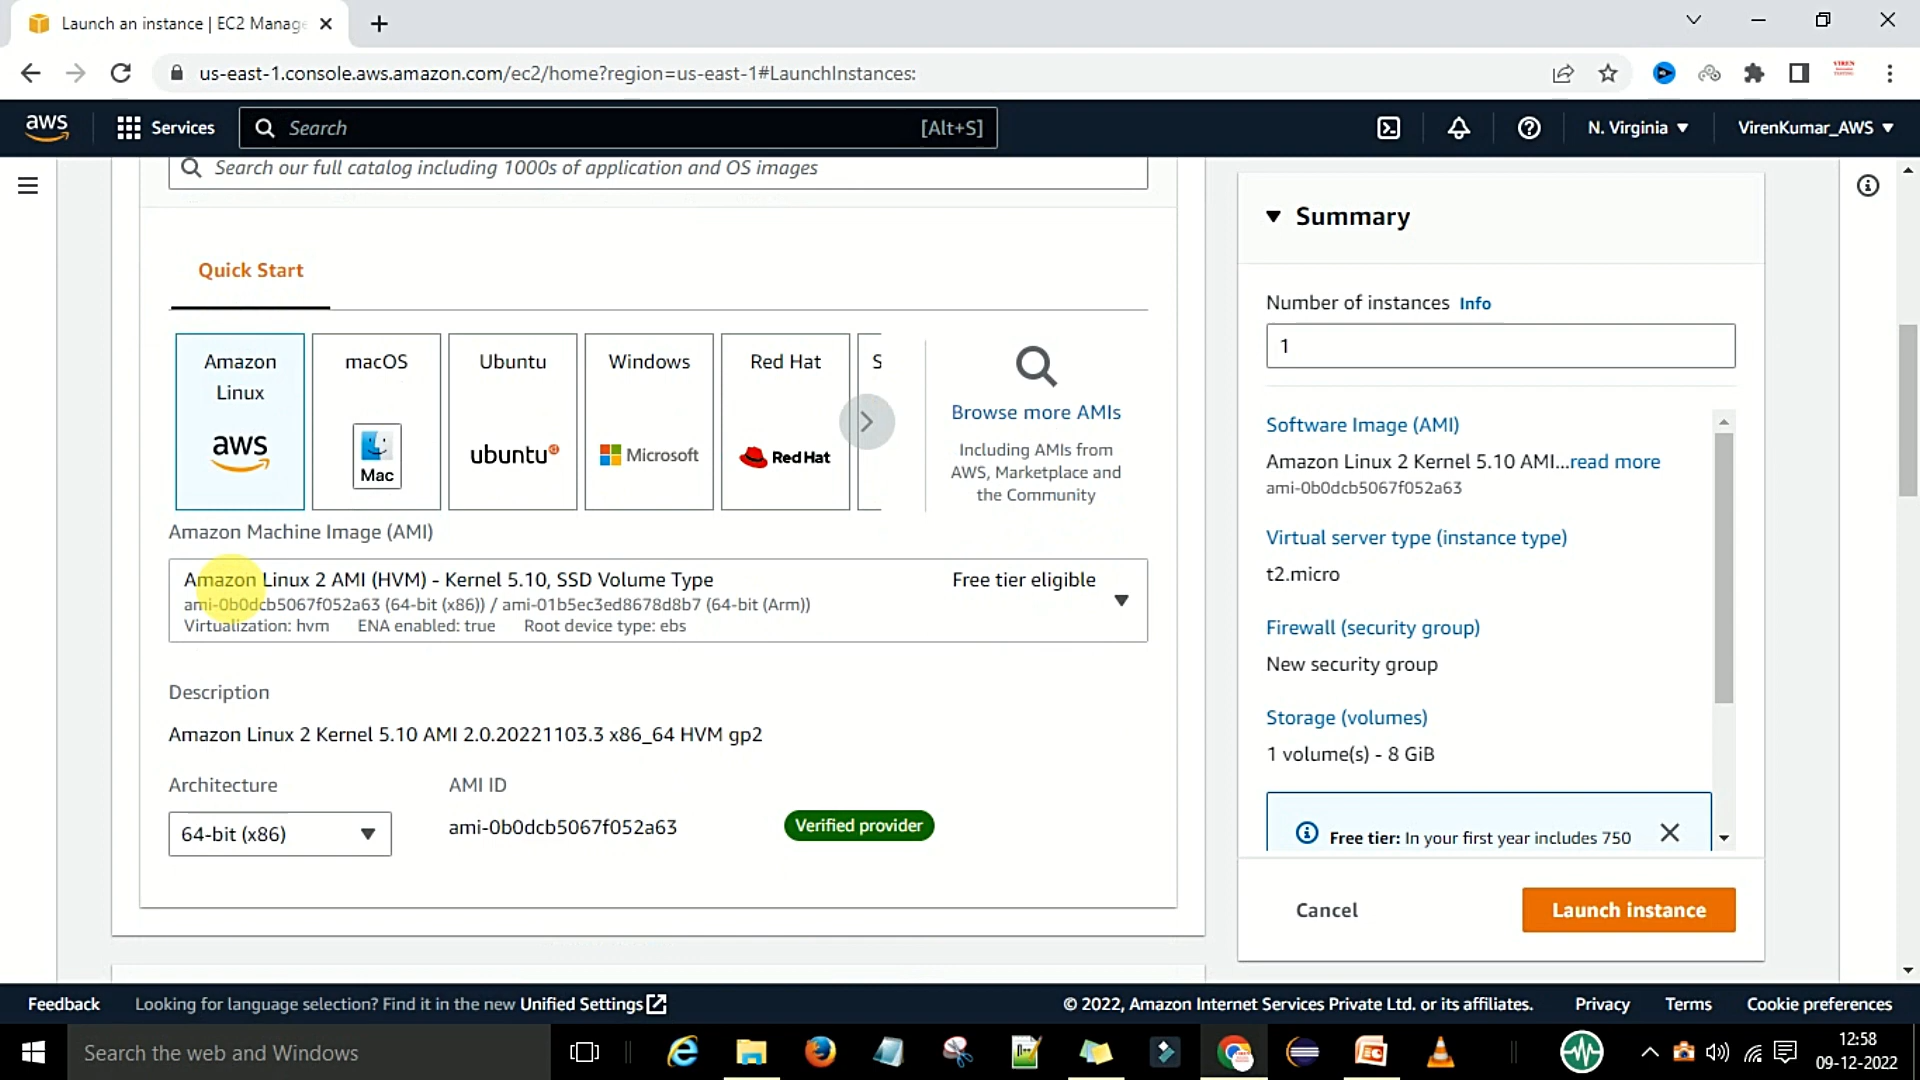 Launch an instance | EC2 Manage
us-east-1.console.aws.amazon.com/ec2/home?region=us-east-1#LaunchInstances:
VIREN
aws
Services
Search
[Alt+S]
N. Virginia
VirenKumar_AWS
Search our full catalog including 1000s of application and OS images
Quick Start
Amazon
Linux
aws
macOS
Mac
Ubuntu
ubuntu
Windows
Microsoft
Red Hat
Red Hat
S
Browse more AMIs
Including AMIs from
AWS, Marketplace and
the Community
Amazon Machine Image (AMI)
Amazon Linux 2 AMI (HVM) - Kernel 5.10, SSD Volume Type
Free tier eligible
ami-0b0dcb5067f052a63 (64-bit (x86)) / ami-01b5ec3ed8678d8b7 (64-bit (Arm))
Virtualization: hvm ENA enabled: true Root device type: ebs
Description
Amazon Linux 2 Kernel 5.10 AMI 2.0.20221103.3 x86_64 HVM gp2
Architecture
AMI ID
64-bit (x86)
ami-0b0dcb5067f052a63
Verified provider
Summary
Number of instances Info
1
Software Image (AMI)
Amazon Linux 2 Kernel 5.10 AMI...read more
ami-0b0dcb5067f052a63
Virtual server type (instance type)
t2.micro
Firewall (security group)
New security group
Storage (volumes)
1 volume(s) - 8 GiB
Free tier: In your first year includes 750
Cancel
Launch instance
Feedback
Looking for language selection? Find it in the new Unified Settings
© 2022, Amazon Internet Services Private Ltd. or its affiliates.
Privacy
Terms
Cookie preferences
Search the web and Windows
12:58
09-12-2022